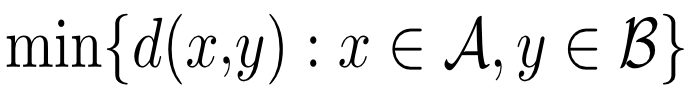 min{d(x,y) : x ∈ 𝒜, y ∈ ℬ}